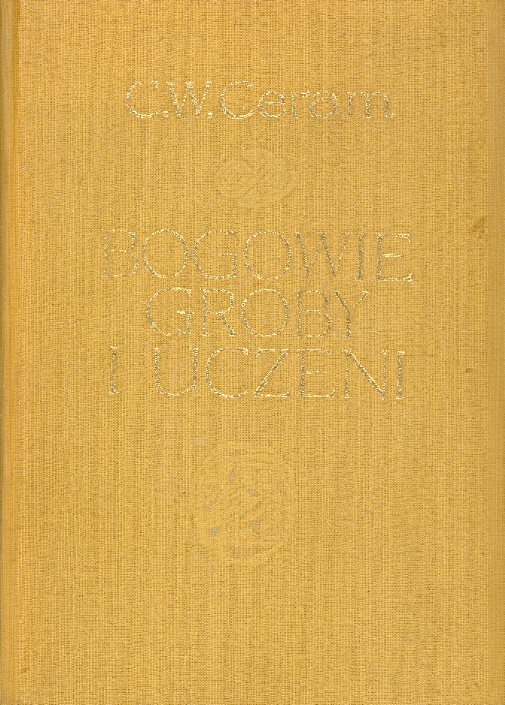 C.W. Ceram
BOGOWIE
GROBY
I UCZENI